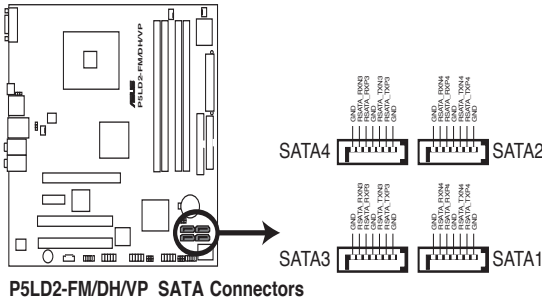 P5LD2-FM/DH/VP
ASUS
SATA4
GND
RSATA_RXN3
RSATA_RXP3
GND
RSATA_TXN3
RSATA_TXP3
GND
GND
RSATA_RXN4
RSATA_RXP4
GND
RSATA_TXN4
RSATA_TXP4
GND
SATA2
SATA3
GND
RSATA_RXN3
RSATA_RXP3
GND
RSATA_TXN3
RSATA_TXP3
GND
GND
RSATA_RXN4
RSATA_RXP4
GND
RSATA_TXN4
RSATA_TXP4
GND
SATA1
P5LD2-FM/DH/VP SATA Connectors